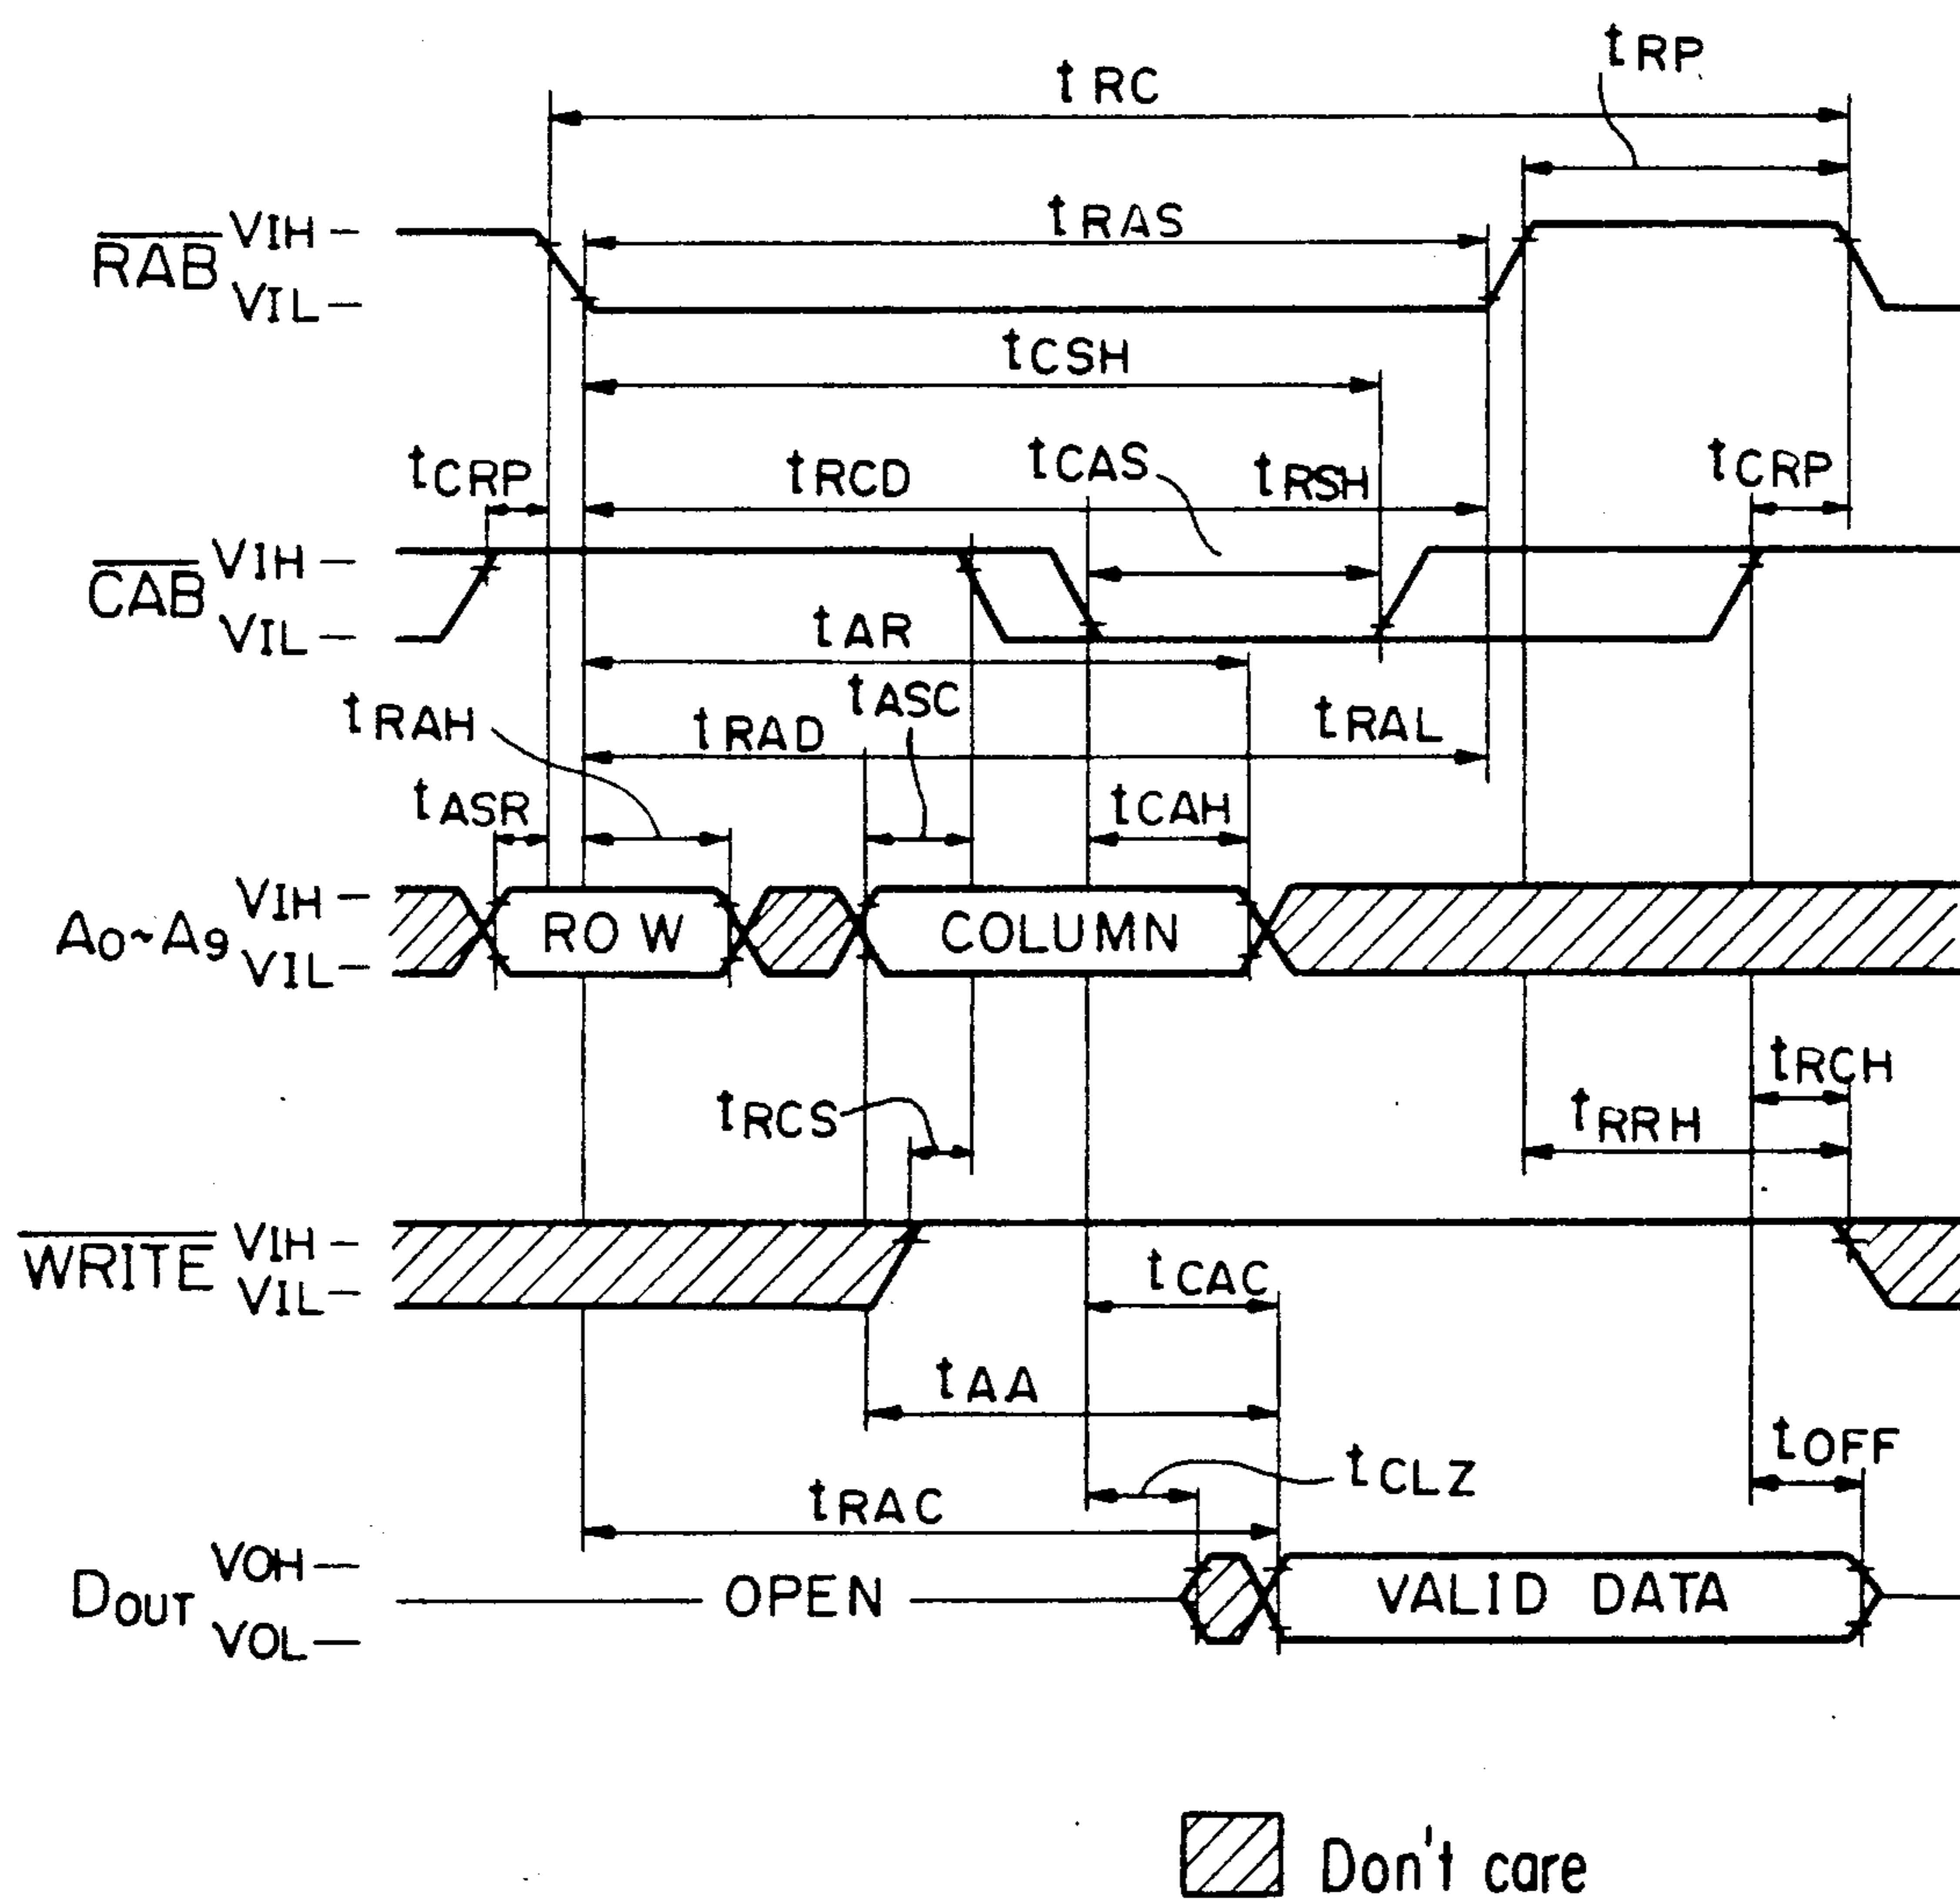 tRP
tRC
tRAS
RAB VIH
VIL
tCSH
tCRP tRCD tCAS tRSH tCRP
CAB VIH
VIL
tAR
tRAH tRAD tASC tRAL
tASR tCAH
A0~A9 VIH
VIL
ROW COLUMN
tRCH
tRCS tRRH
WRITE VIH
VIL
tCAC
tAA
tOFF
tCLZ
tRAC
DOUT VOH
VOL
OPEN VALID DATA
Don't care